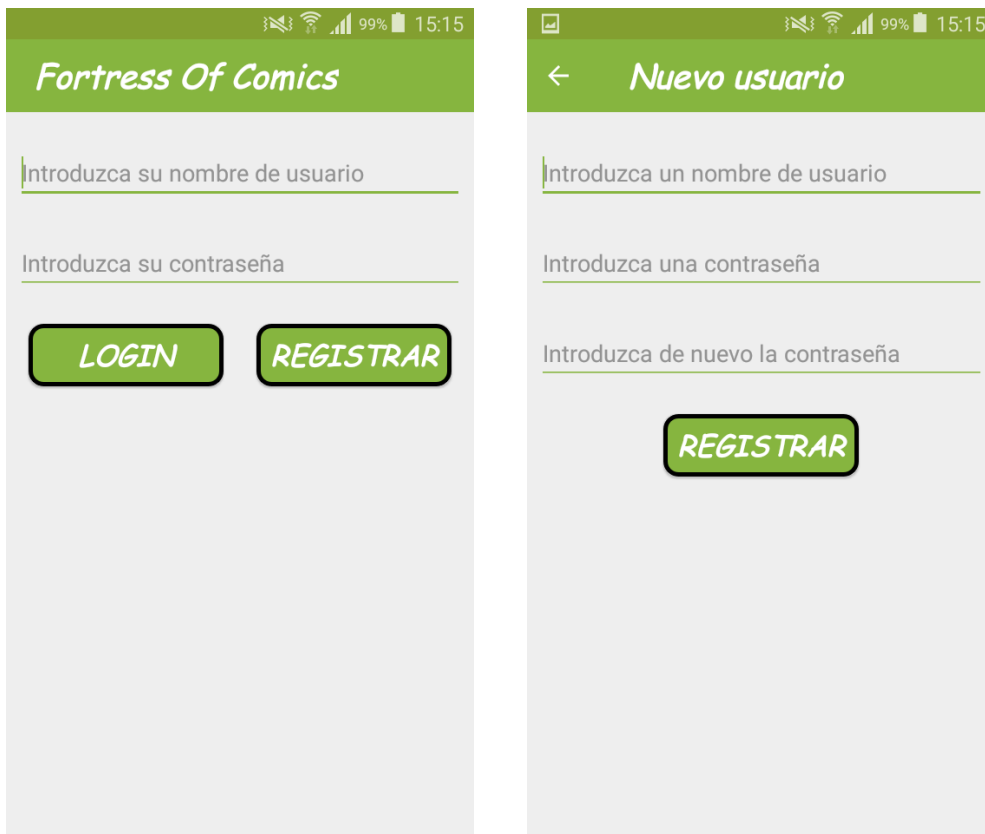 99% 15:15
Fortress Of Comics
Introduzca su nombre de usuario
Introduzca su contraseña
LOGIN REGISTRAR
99% 15:15
Nuevo usuario
Introduzca un nombre de usuario
Introduzca una contraseña
Introduzca de nuevo la contraseña
REGISTRAR